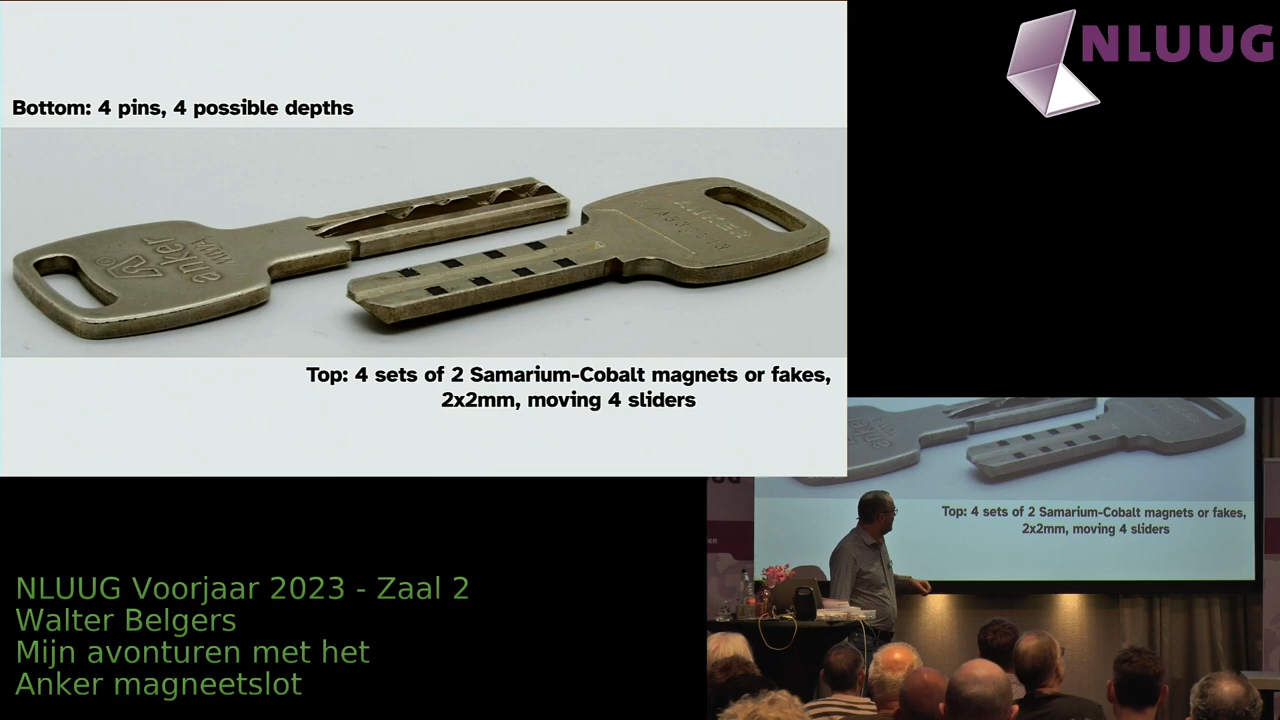 NLUUG
Bottom: 4 pins, 4 possible depths
anker
ANKER
Top: 4 sets of 2 Samarium-Cobalt magnets or fakes,
2x2mm, moving 4 sliders
Top: 4 sets of 2 Samarium-Cobalt magnets or fakes,
2x2mm, moving 4 sliders
NLUUG Voorjaar 2023 - Zaal 2
Walter Belgers
Mijn avonturen met het
Anker magneetslot